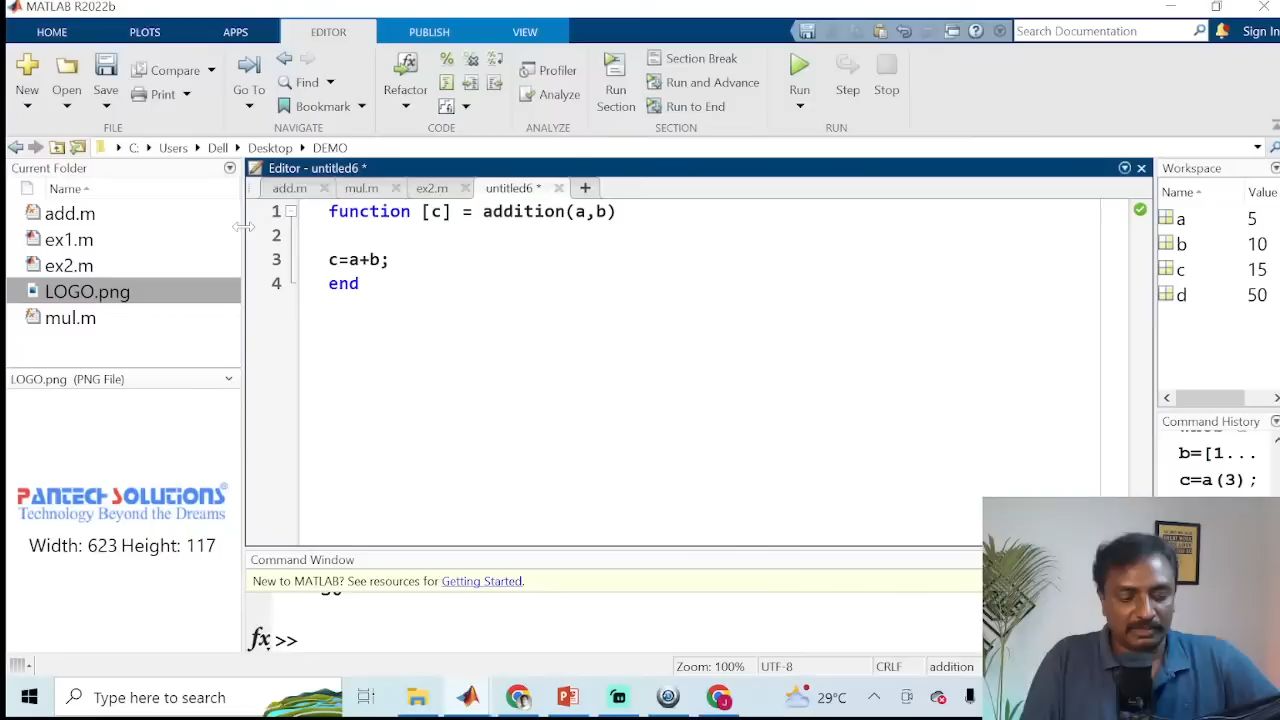 MATLAB R2022b
HOME PLOTS APPS EDITOR PUBLISH VIEW
Search Documentation
Sign In
New Open Save Compare Print
Go To Find Bookmark
Refactor
Profiler Analyze
Run Section
Section Break
Run and Advance
Run to End
Run Step Stop
FILE NAVIGATE CODE ANALYZE SECTION RUN
C: Users Dell Desktop DEMO
Current Folder
Name
add.m
ex1.m
ex2.m
LOGO.png
mul.m
LOGO.png (PNG File)
PANTECH SOLUTIONS
Technology Beyond the Dreams
Width: 623 Height: 117
Editor - untitled6 *
add.m mul.m ex2.m untitled6 *
1 function [c] = addition(a,b)
2
3 c=a+b;
4 end
Command Window
New to MATLAB? See resources for Getting Started.
fx >>
Workspace
Name Value
a 5
b 10
c 15
d 50
Command History
b=[1...
c=a(3);
Zoom: 100% UTF-8 CRLF addition
Type here to search
29°C